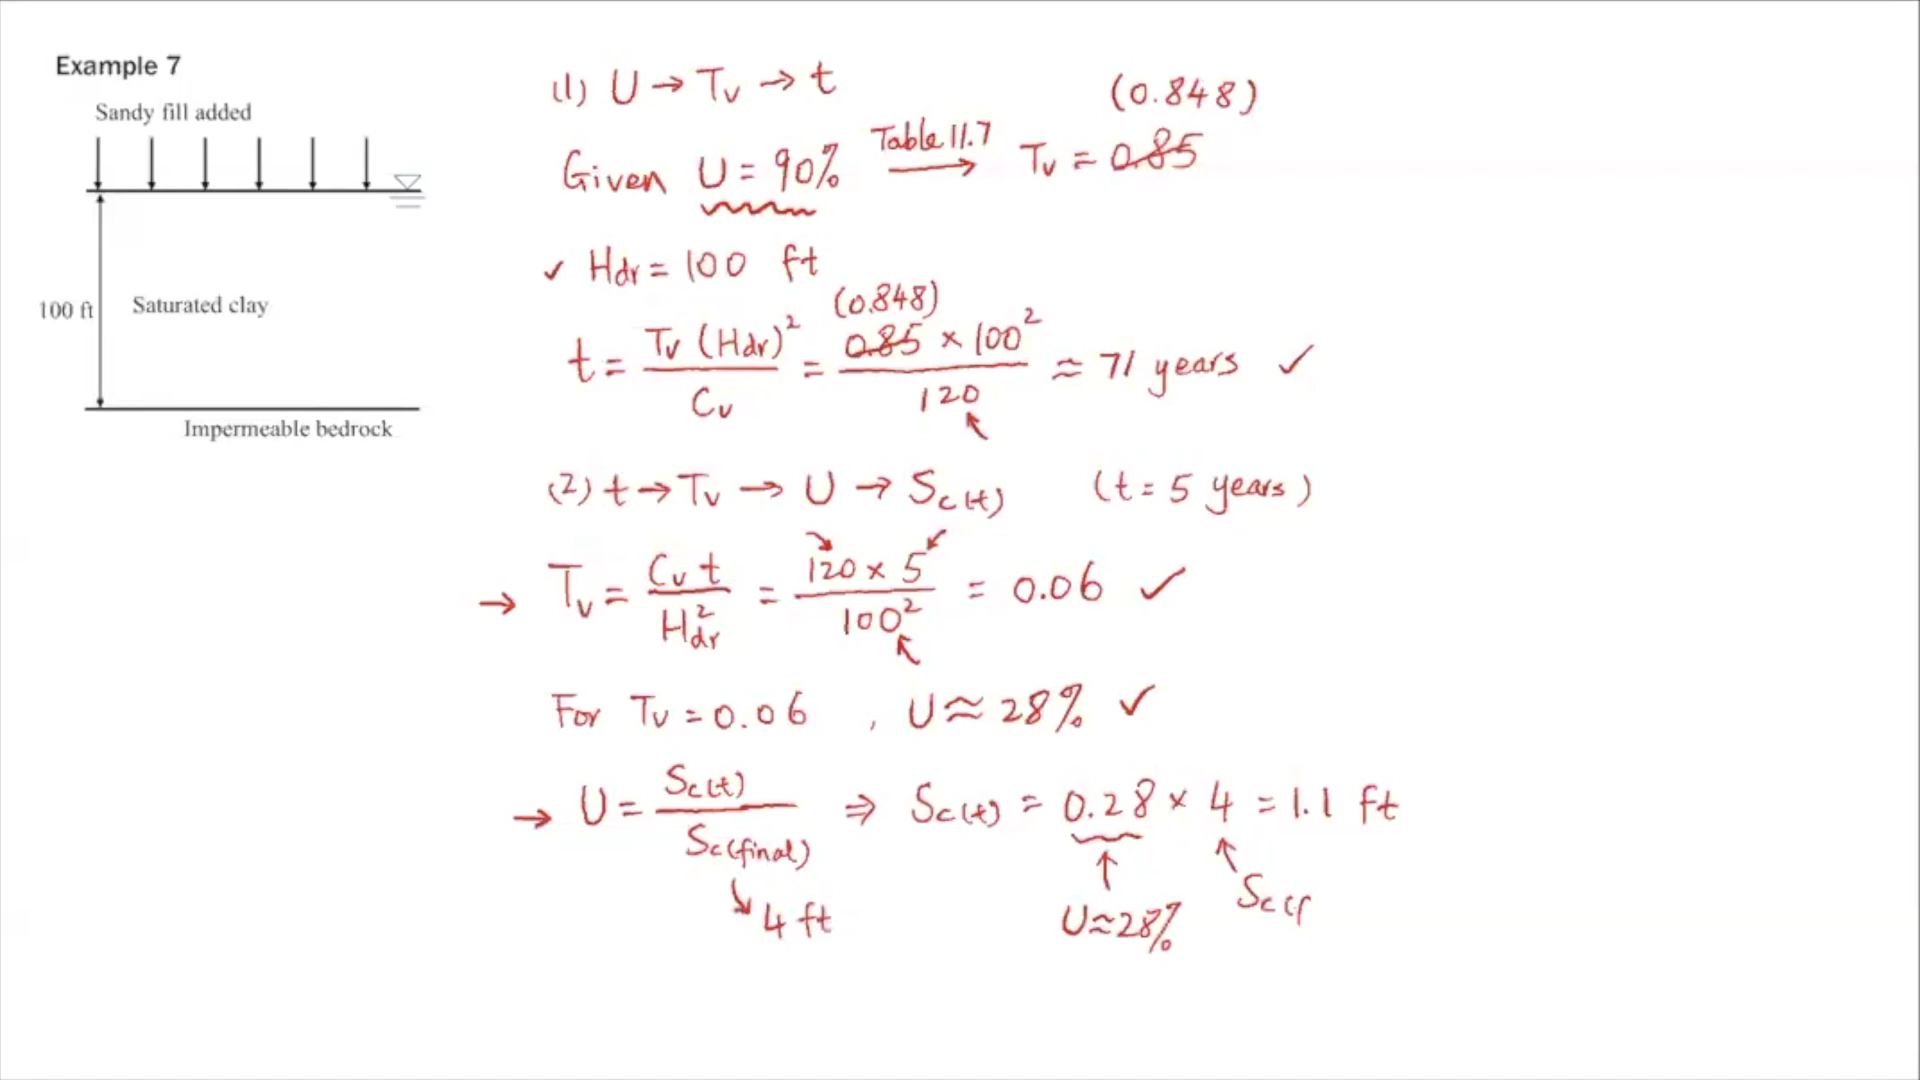 Example 7
Sandy fill added
100 ft
Saturated clay
Impermeable bedrock
(1) U → Tv → t
(0.848)
Given U = 90% Table 11.7 → Tv = 0.85
✓ Hdr = 100 ft
(0.848)
t = Tv (Hdr)² / Cv = 0.85 × 100² / 120 ≈ 71 years ✓
(2) t → Tv → U → Sc(t) (t = 5 years)
→ Tv = Cv t / Hdr² = 120 × 5 / 100² = 0.06 ✓
For Tv = 0.06 , U ≈ 28% ✓
→ U = Sc(t) / Sc(final) ⇒ Sc(t) = 0.28 × 4 = 1.1 ft
4 ft
U≈28%
Sc(f